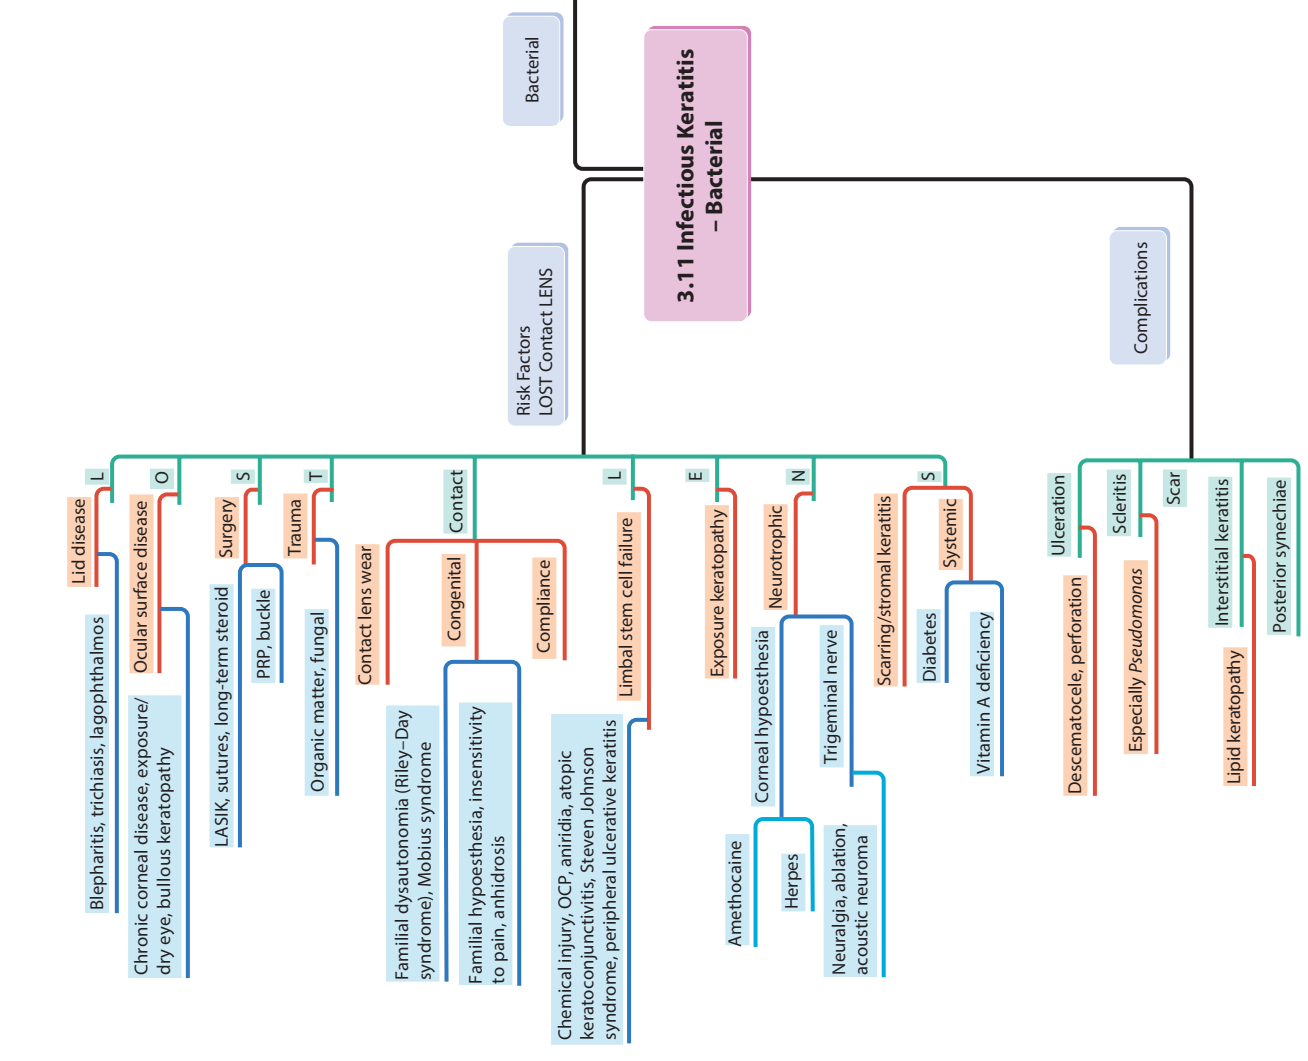 3.11 Infectious Keratitis
– Bacterial
Bacterial
Risk Factors
LOST Contact LENS
L
Lid disease
Blepharitis, trichiasis, lagophthalmos
O
Ocular surface disease
Chronic corneal disease, exposure/
dry eye, bullous keratopathy
S
Surgery
LASIK, sutures, long-term steroid
PRP, buckle
T
Trauma
Organic matter, fungal
Contact
Contact lens wear
Congenital
Familial dysautonomia (Riley–Day
syndrome), Mobius syndrome
Familial hypoesthesia, insensitivity
to pain, anhidrosis
Compliance
L
Limbal stem cell failure
Chemical injury, OCP, aniridia, atopic
keratoconjunctivitis, Steven Johnson
syndrome, peripheral ulcerative keratitis
E
Exposure keratopathy
N
Neurotrophic
Corneal hypoesthesia
Amethocaine
Herpes
Trigeminal nerve
Neuralgia, ablation,
acoustic neuroma
S
Scarring/stromal keratitis
Systemic
Diabetes
Vitamin A deficiency
Complications
Ulceration
Descematocele, perforation
Scleritis
Especially Pseudomonas
Scar
Interstitial keratitis
Lipid keratopathy
Posterior synechiae